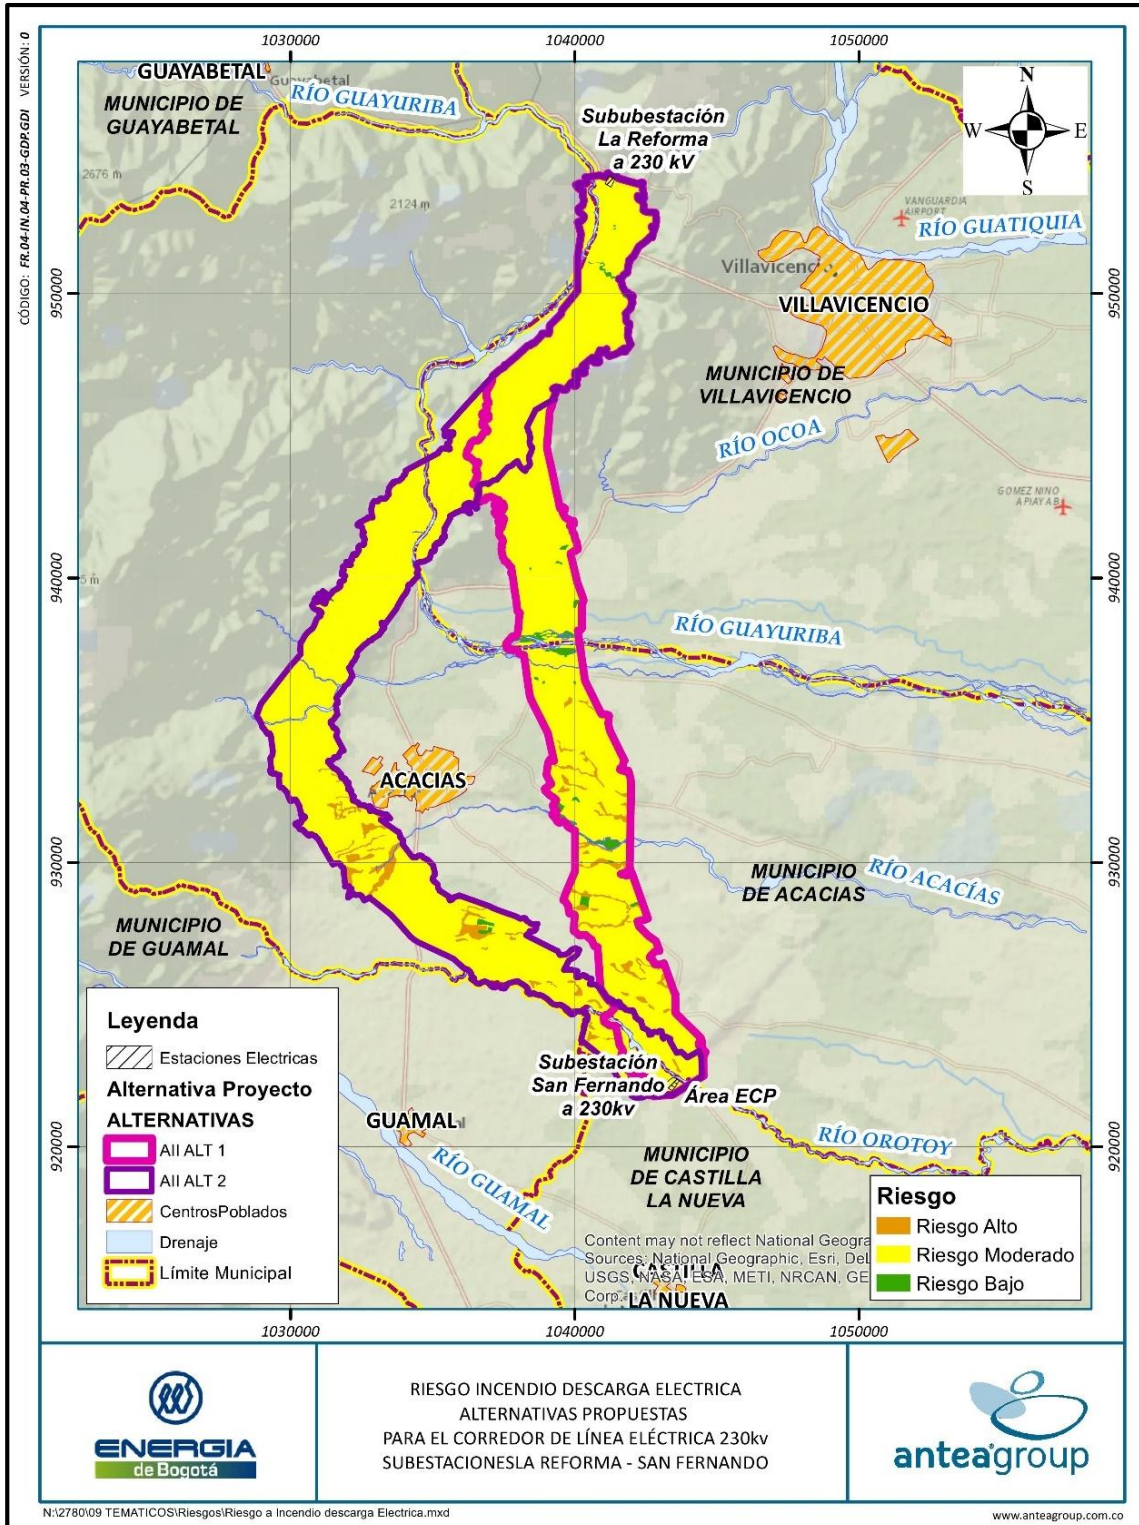 CÓDIGO: FR.04-IN.04-PR.03-GDP.GDI VERSIÓN: 0
1030000
1040000
1050000
GUAYABETAL
Guayabetal
MUNICIPIO DE
GUAYABETAL
RÍO GUAYURIBA
Sububestación
La Reforma
a 230 kV
N
W
E
S
2676 m
2124 m
VANGUARDIA
AIRPORT
RÍO GUATIQUIA
Villavicencio
VILLAVICENCIO
950000
950000
MUNICIPIO DE
VILLAVICENCIO
RÍO OCOA
GOMEZ NINO
APIAY AB
940000
940000
5 m
RÍO GUAYURIBA
ACACIAS
930000
930000
MUNICIPIO
DE ACACIAS
RÍO ACACÍAS
MUNICIPIO
DE GUAMAL
Leyenda
Estaciones Electricas
Alternativa Proyecto
ALTERNATIVAS
AII ALT 1
AII ALT 2
CentrosPoblados
Drenaje
Límite Municipal
Subestación
San Fernando
a 230kv
Área ECP
GUAMAL
RÍO GUAMAL
RÍO OROTOY
920000
920000
MUNICIPIO
DE CASTILLA
LA NUEVA
Riesgo
Riesgo Alto
Riesgo Moderado
Riesgo Bajo
Content may not reflect National Geogra
Sources: National Geographic, Esri, DeL
USGS, NASA, ESA, METI, NRCAN, GE
Corp.
CASTILLA
LA NUEVA
1030000
1040000
1050000
ENERGIA
de Bogotá
RIESGO INCENDIO DESCARGA ELECTRICA
ALTERNATIVAS PROPUESTAS
PARA EL CORREDOR DE LÍNEA ELÉCTRICA 230kv
SUBESTACIONESLA REFORMA - SAN FERNANDO
anteagroup
N:\2780\09 TEMATICOS\Riesgos\Riesgo a Incendio descarga Electrica.mxd
www.anteagroup.com.co